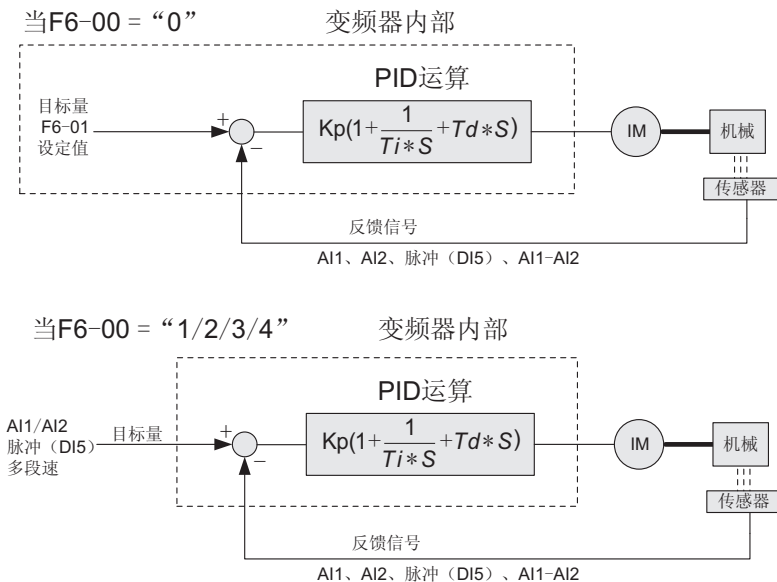 当F6-00 = “0”
变频器内部
PID运算
目标量
F6-01
设定值
+
−
Kp(1+ 1/Ti*S +Td*S)
IM
机械
传感器
反馈信号
AI1、AI2、脉冲（DI5）、AI1-AI2
当F6-00 = “1/2/3/4”
变频器内部
PID运算
AI1/AI2
脉冲（DI5）
多段速
目标量
+
−
Kp(1+ 1/Ti*S +Td*S)
IM
机械
传感器
反馈信号
AI1、AI2、脉冲（DI5）、AI1-AI2